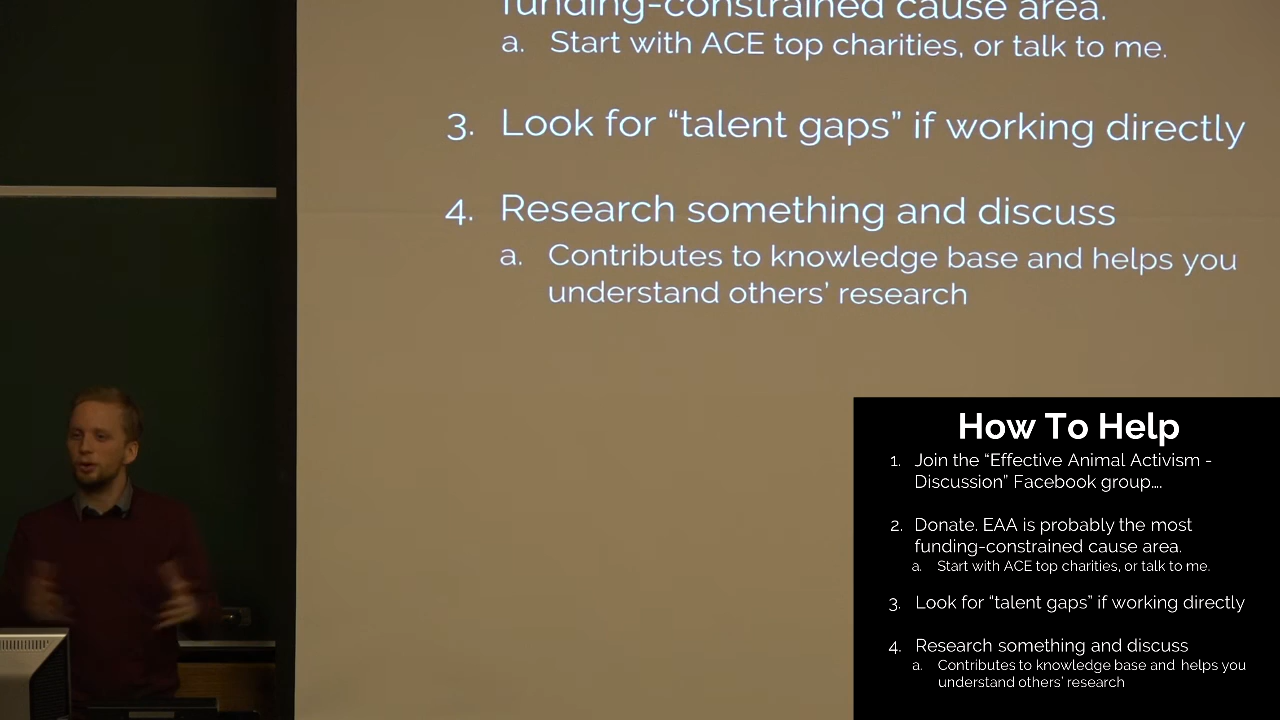 funding-constrained cause area.
a. Start with ACE top charities, or talk to me.
3. Look for “talent gaps” if working directly
4. Research something and discuss
a. Contributes to knowledge base and helps you
understand others’ research
How To Help
1. Join the “Effective Animal Activism -
Discussion” Facebook group....
2. Donate. EAA is probably the most
funding-constrained cause area.
a. Start with ACE top charities, or talk to me.
3. Look for “talent gaps” if working directly
4. Research something and discuss
a. Contributes to knowledge base and helps you
understand others’ research